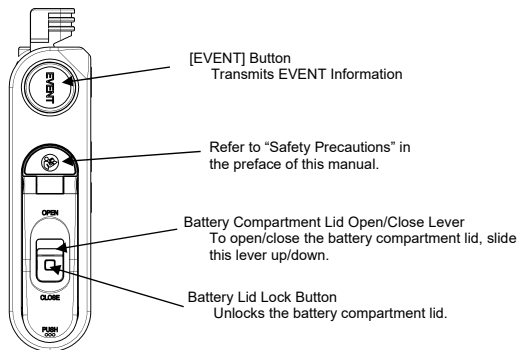 [EVENT] Button
Transmits EVENT Information
EVENT
Refer to “Safety Precautions” in
the preface of this manual.
OPEN
Battery Compartment Lid Open/Close Lever
To open/close the battery compartment lid, slide
this lever up/down.
CLOSE
Battery Lid Lock Button
Unlocks the battery compartment lid.
PUSH